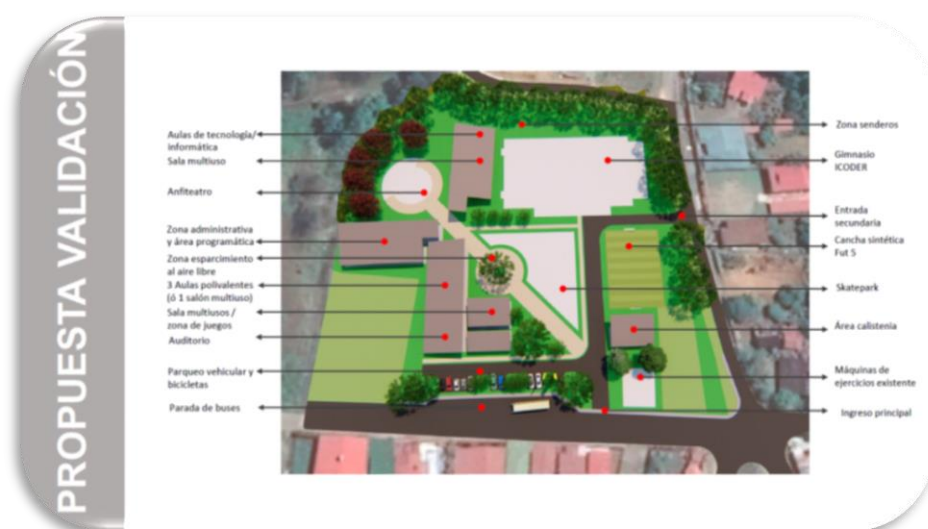 PROPUESTA VALIDACIÓN
Aulas de tecnología/
informática
Sala multiuso
Anfiteatro
Zona administrativa
y área programática
Zona esparcimiento
al aire libre
3 Aulas polivalentes
(ó 1 salón multiuso)
Sala multiusos /
zona de juegos
Auditorio
Parqueo vehicular y
bicicletas
Parada de buses
Zona senderos
Gimnasio
ICODER
Entrada
secundaria
Cancha sintética
Fut 5
Skatepark
Área calistenia
Máquinas de
ejercicios existente
Ingreso principal